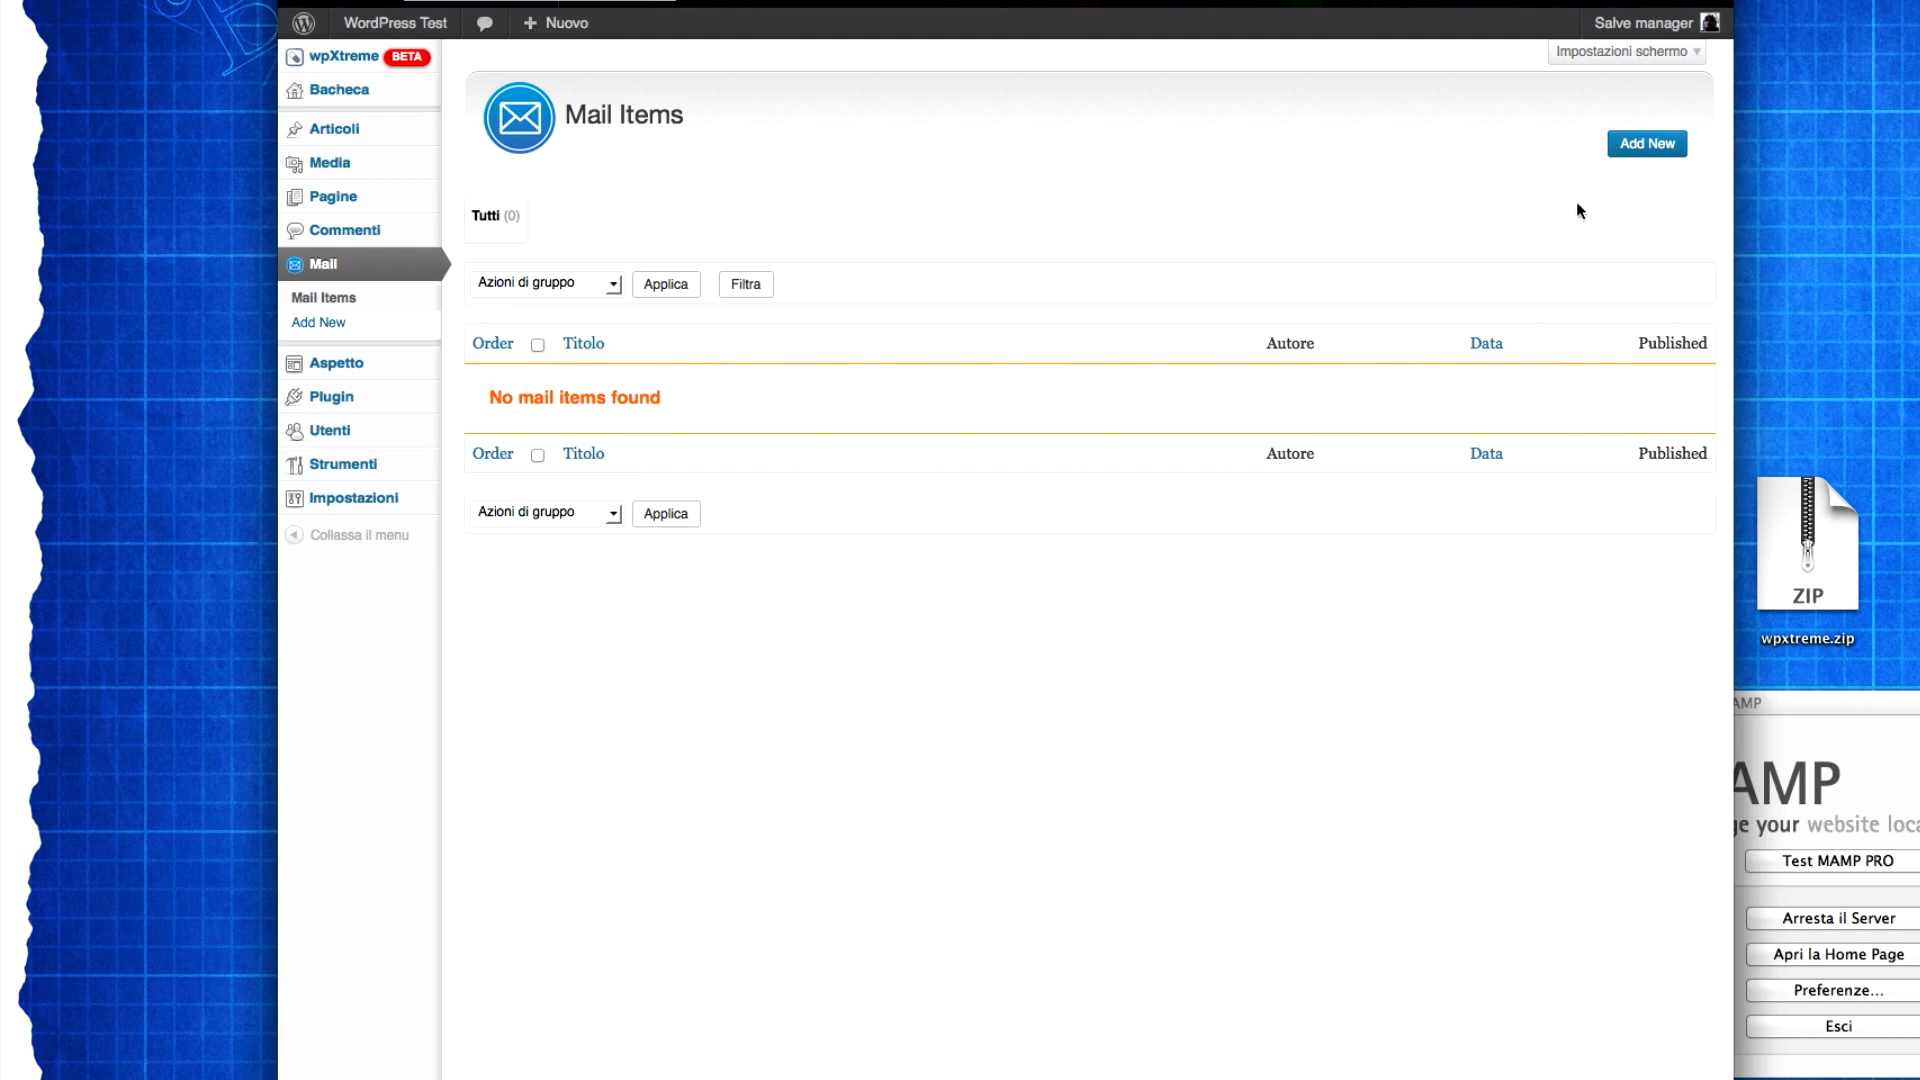 WordPress Test
+ Nuovo
Salve manager
wpXtreme BETA
Impostazioni schermo
Bacheca
Articoli
Media
Pagine
Commenti
Mail
Mail Items
Add New
Aspetto
Plugin
Utenti
Strumenti
Impostazioni
Collassa il menu
Mail Items
Add New
Tutti (0)
Azioni di gruppo Applica Filtra
Order Titolo Autore Data Published
No mail items found
Order Titolo Autore Data Published
Azioni di gruppo Applica
ZIP
wpxtreme.zip
AMP
AMP
ge your website loca
Test MAMP PRO
Arresta il Server
Apri la Home Page
Preferenze...
Esci